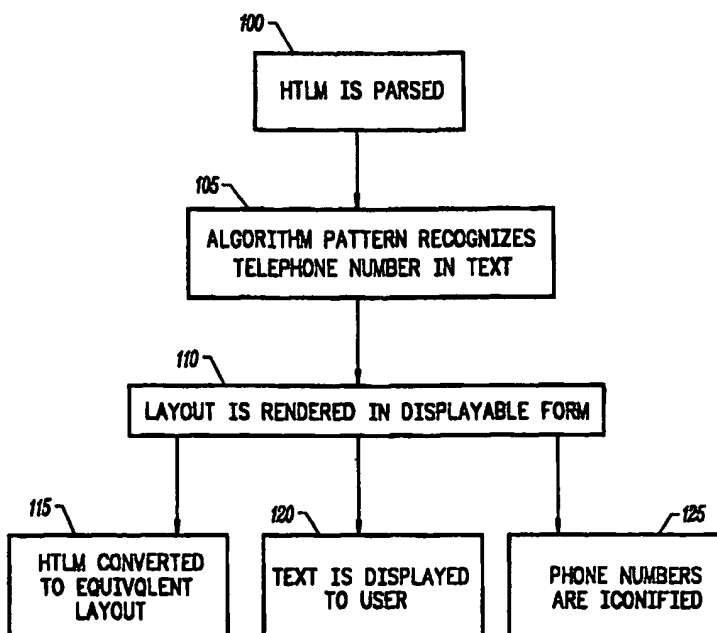 100
HTLM IS PARSED
105
ALGORITHM PATTERN RECOGNIZES
TELEPHONE NUMBER IN TEXT
110
LAYOUT IS RENDERED IN DISPLAYABLE FORM
115
HTLM CONVERTED
TO EQUIVOLENT
LAYOUT
120
TEXT IS DISPLAYED
TO USER
125
PHONE NUMBERS
ARE ICONIFIED